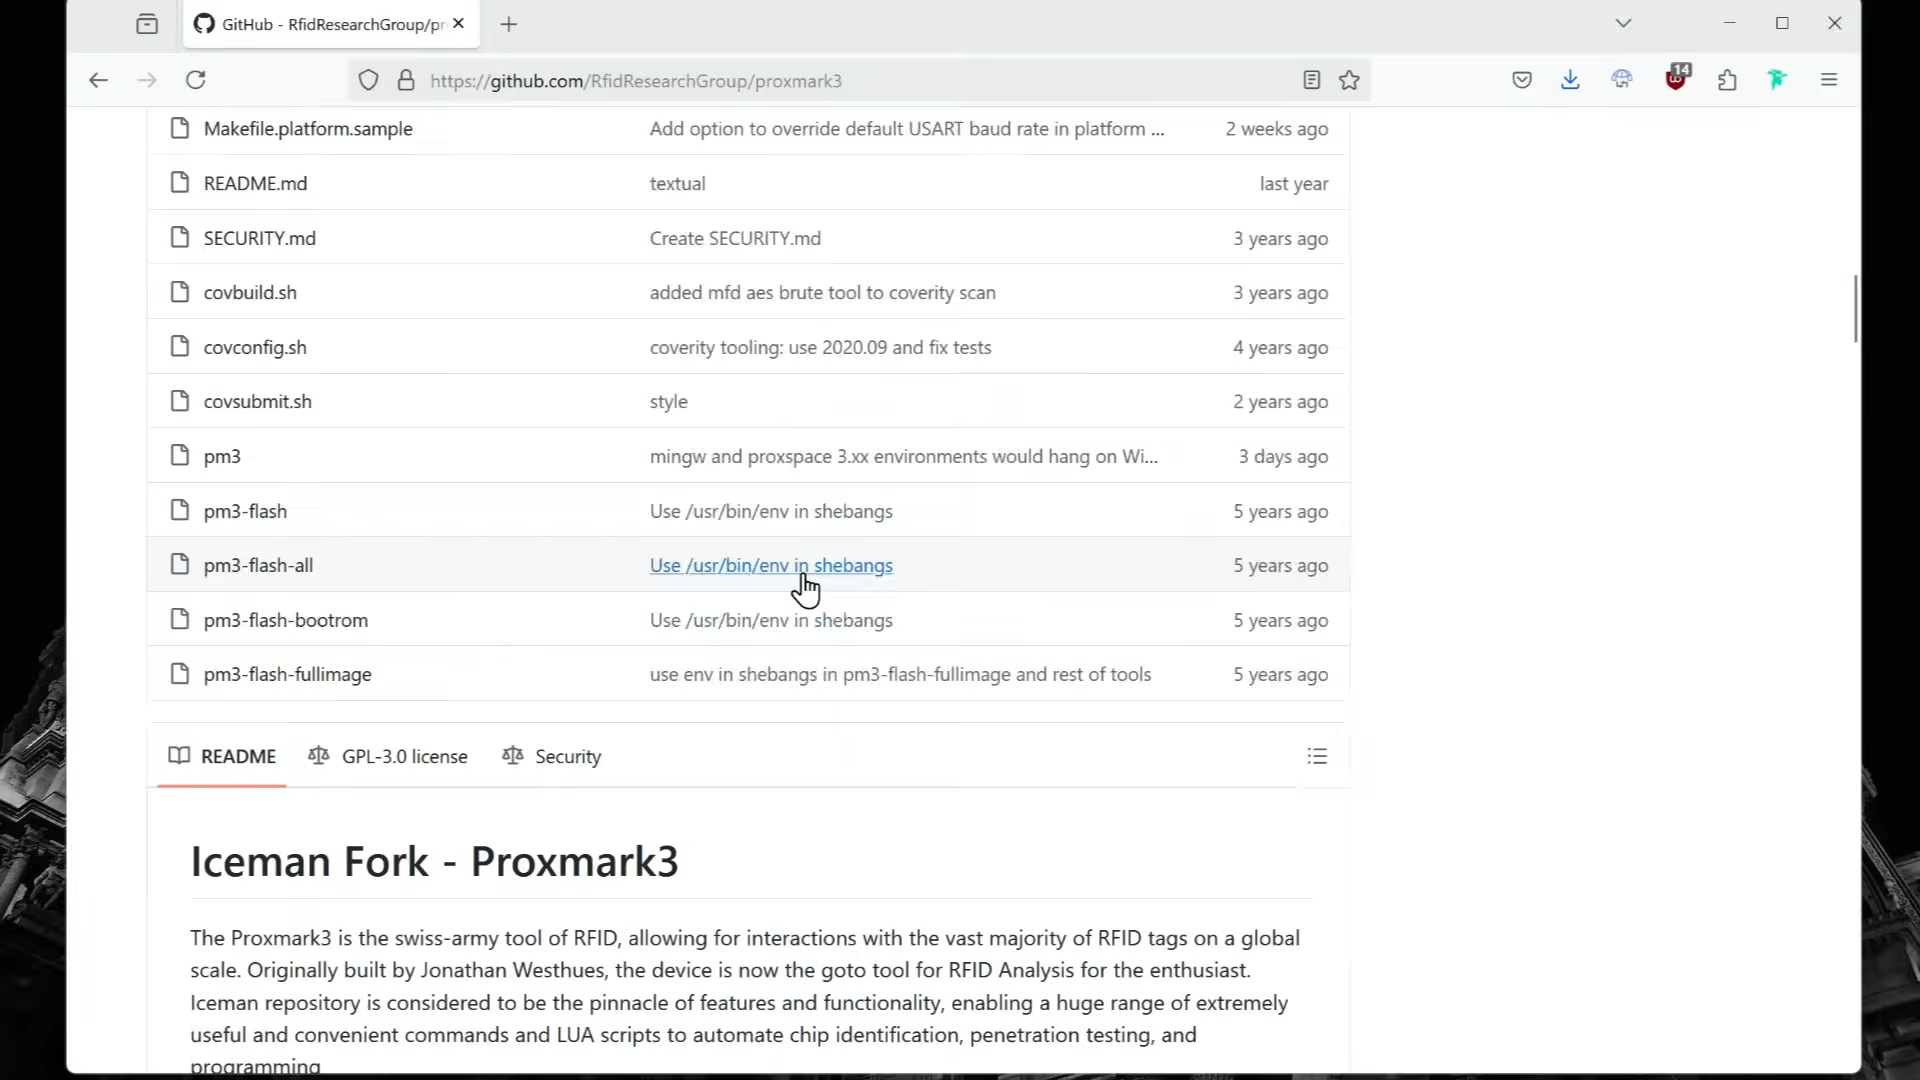 GitHub - RfidResearchGroup/pr
https://github.com/RfidResearchGroup/proxmark3
14
Makefile.platform.sample Add option to override default USART baud rate in platform ... 2 weeks ago
README.md textual last year
SECURITY.md Create SECURITY.md 3 years ago
covbuild.sh added mfd aes brute tool to coverity scan 3 years ago
covconfig.sh coverity tooling: use 2020.09 and fix tests 4 years ago
covsubmit.sh style 2 years ago
pm3 mingw and proxspace 3.xx environments would hang on Wi... 3 days ago
pm3-flash Use /usr/bin/env in shebangs 5 years ago
pm3-flash-all Use /usr/bin/env in shebangs 5 years ago
pm3-flash-bootrom Use /usr/bin/env in shebangs 5 years ago
pm3-flash-fullimage use env in shebangs in pm3-flash-fullimage and rest of tools 5 years ago
README GPL-3.0 license Security
Iceman Fork - Proxmark3
The Proxmark3 is the swiss-army tool of RFID, allowing for interactions with the vast majority of RFID tags on a global
scale. Originally built by Jonathan Westhues, the device is now the goto tool for RFID Analysis for the enthusiast.
Iceman repository is considered to be the pinnacle of features and functionality, enabling a huge range of extremely
useful and convenient commands and LUA scripts to automate chip identification, penetration testing, and
programming